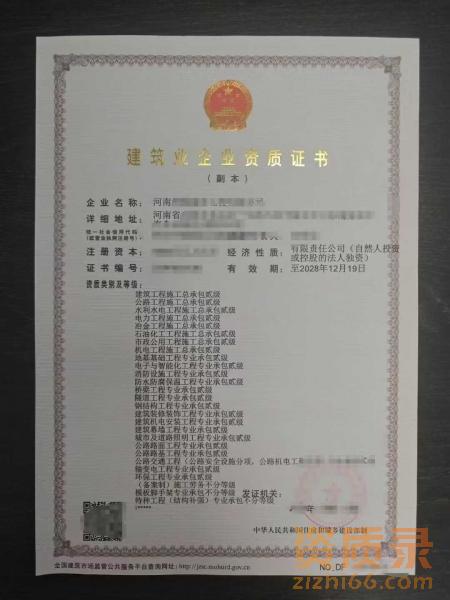 建筑业企业资质证书
（副本）
企业名称：河南
详细地址：河南省
统一社会信用代码
（或营业执照注册号）：
注册资本： 经济性质：有限责任公司（自然人投资
或控股的法人独资）
证书编号： 有效期：至2028年12月19日
资质类别及等级：
建筑工程施工总承包贰级
公路工程施工总承包贰级
水利水电工程施工总承包贰级
电力工程施工总承包贰级
冶金工程施工总承包贰级
石油化工工程施工总承包贰级
市政公用工程施工总承包贰级
机电工程施工总承包贰级
地基基础工程专业承包贰级
电子与智能化工程专业承包贰级
消防设施工程专业承包贰级
防水防腐保温工程专业承包贰级
桥梁工程专业承包贰级
隧道工程专业承包贰级
钢结构工程专业承包贰级
建筑装修装饰工程专业承包贰级
建筑机电安装工程专业承包贰级
建筑幕墙工程专业承包贰级
城市及道路照明工程专业承包贰级
公路路面工程专业承包贰级
公路路基工程专业承包贰级
公路交通工程（公路安全设施分项，公路机电工
输变电工程专业承包贰级
环保工程专业承包贰级
（备案制）施工劳务不分等级
模板脚手架专业承包不分等级
特种工程（结构补强）专业承包不分等级
*****
发证机关：
年
中华人民共和国住房和城乡建设部制
全国建筑市场监管公共服务平台查询网址：http://jzsc.mohurd.gov.cn
NO.DF
资质录
zizhi66.com